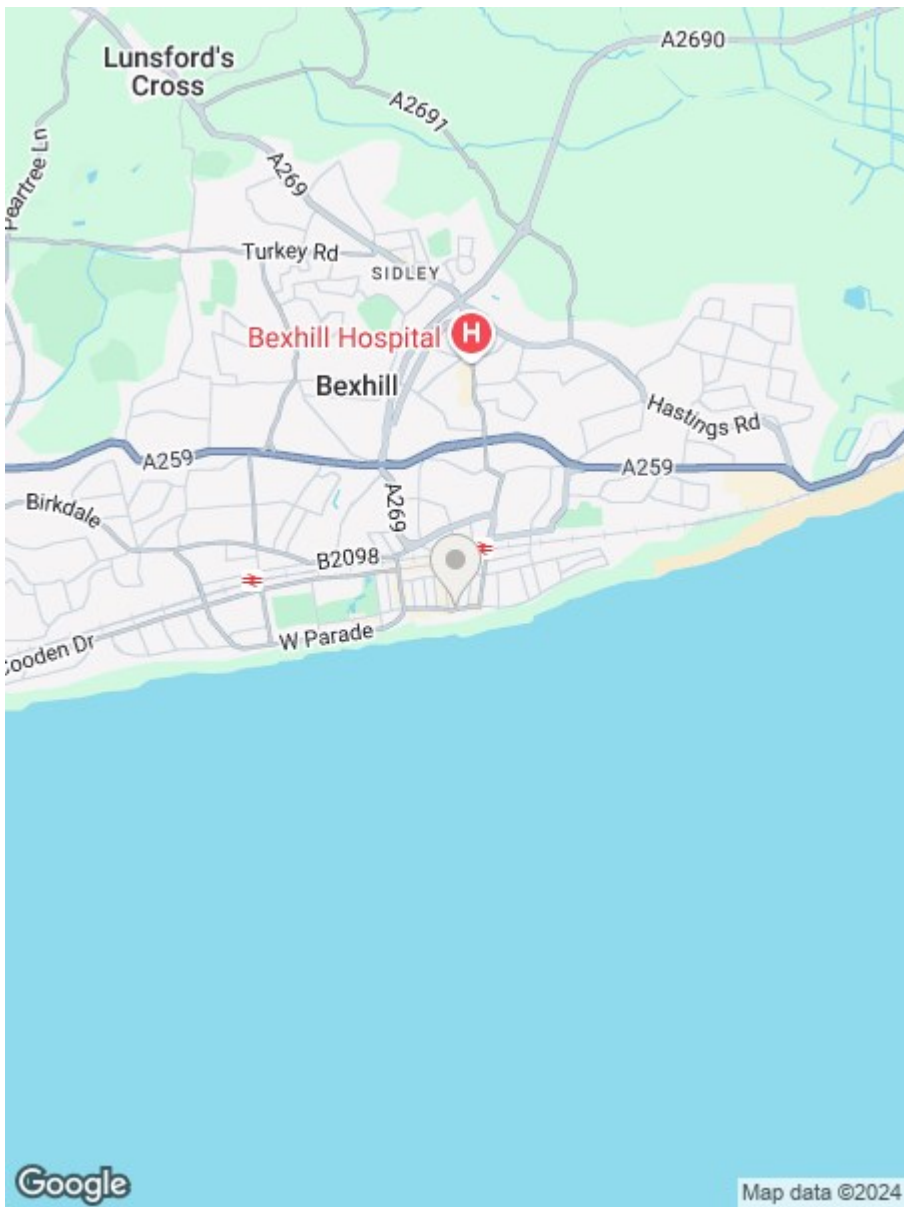 A2690
Lunsford's
Cross
A2691
Peartree Ln
A269
Turkey Rd
SIDLEY
Bexhill Hospital
H
Bexhill
Hastings Rd
A259
A259
Birkdale
A269
B2098
W Parade
Cooden Dr
Google
Map data ©2024